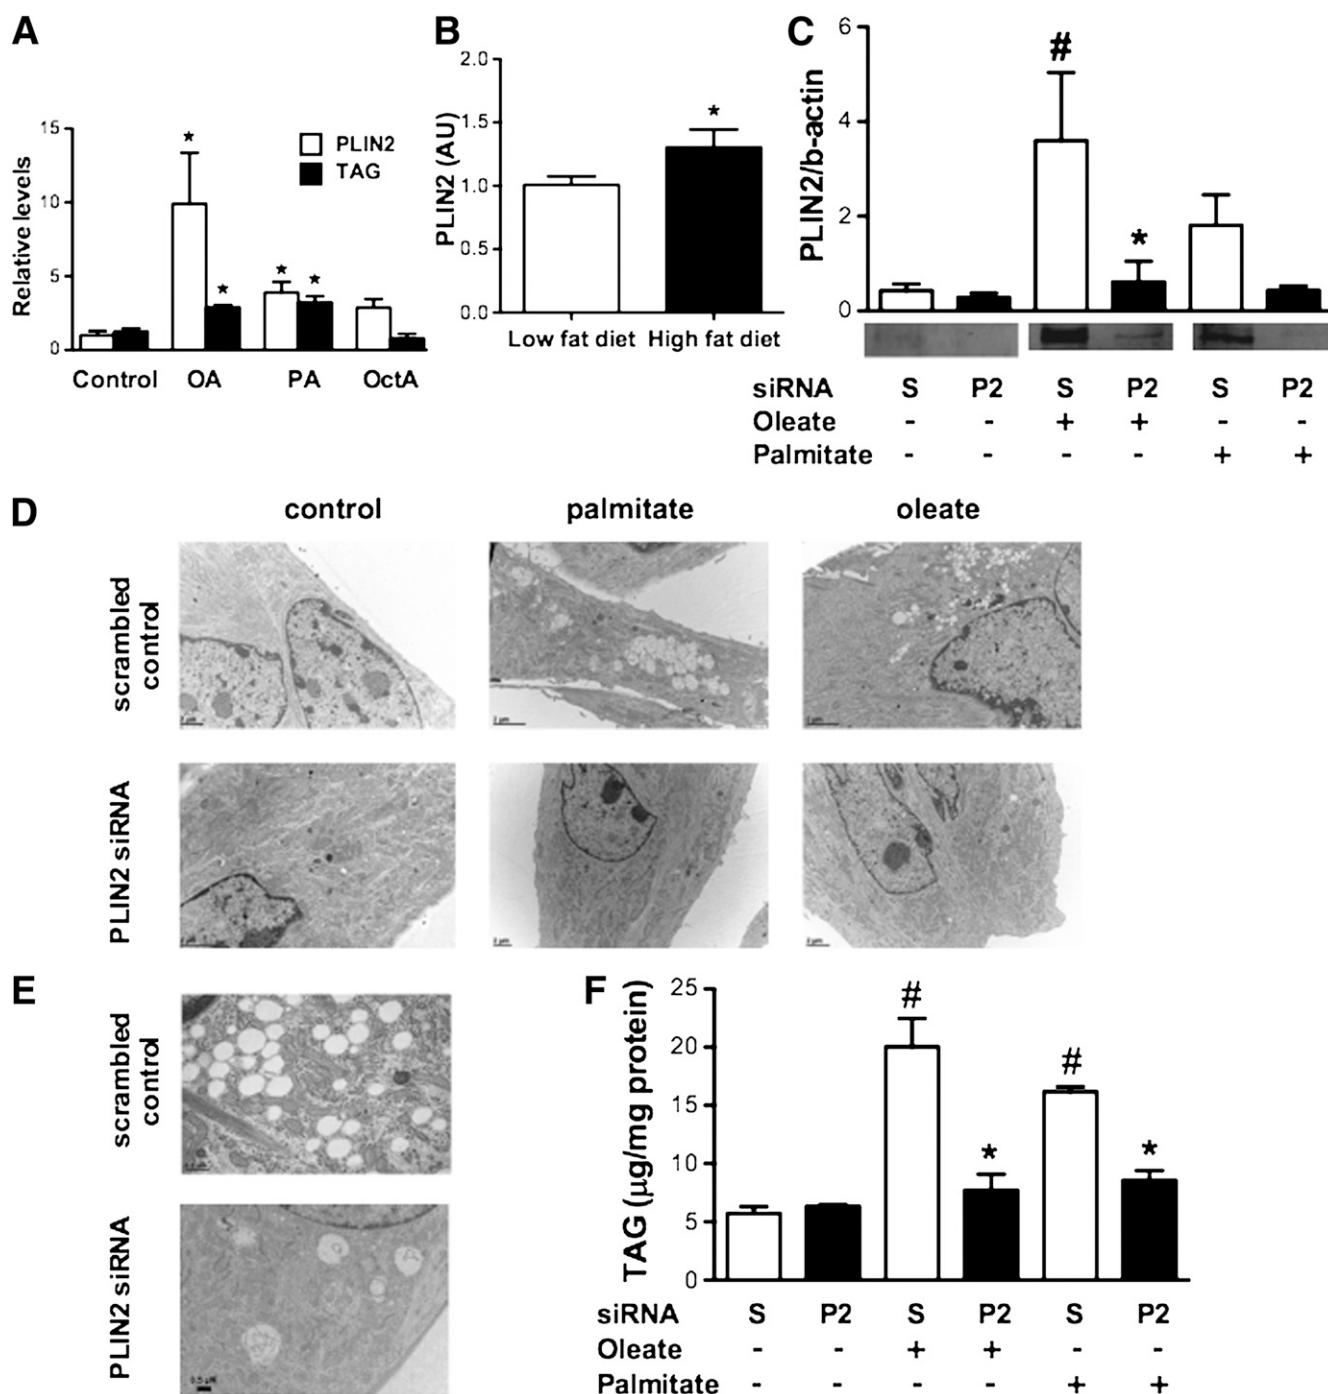 A
15
10
5
0
Relative levels
PLIN2
TAG
*
*
*
*
Control OA PA OctA
B
2.0
1.5
1.0
0.5
0.0
PLIN2 (AU)
*
Low fat diet High fat diet
C
6
4
2
0
PLIN2/b-actin
#
*
siRNA S P2 S P2 S P2
Oleate - - + + - -
Palmitate - - - - + +
D
control palmitate oleate
scrambled
control
PLIN2 siRNA
E
scrambled
control
PLIN2 siRNA
F
25
20
15
10
5
0
TAG (µg/mg protein)
#
*
#
*
siRNA S P2 S P2 S P2
Oleate - - + + - -
Palmitate - - - - + +